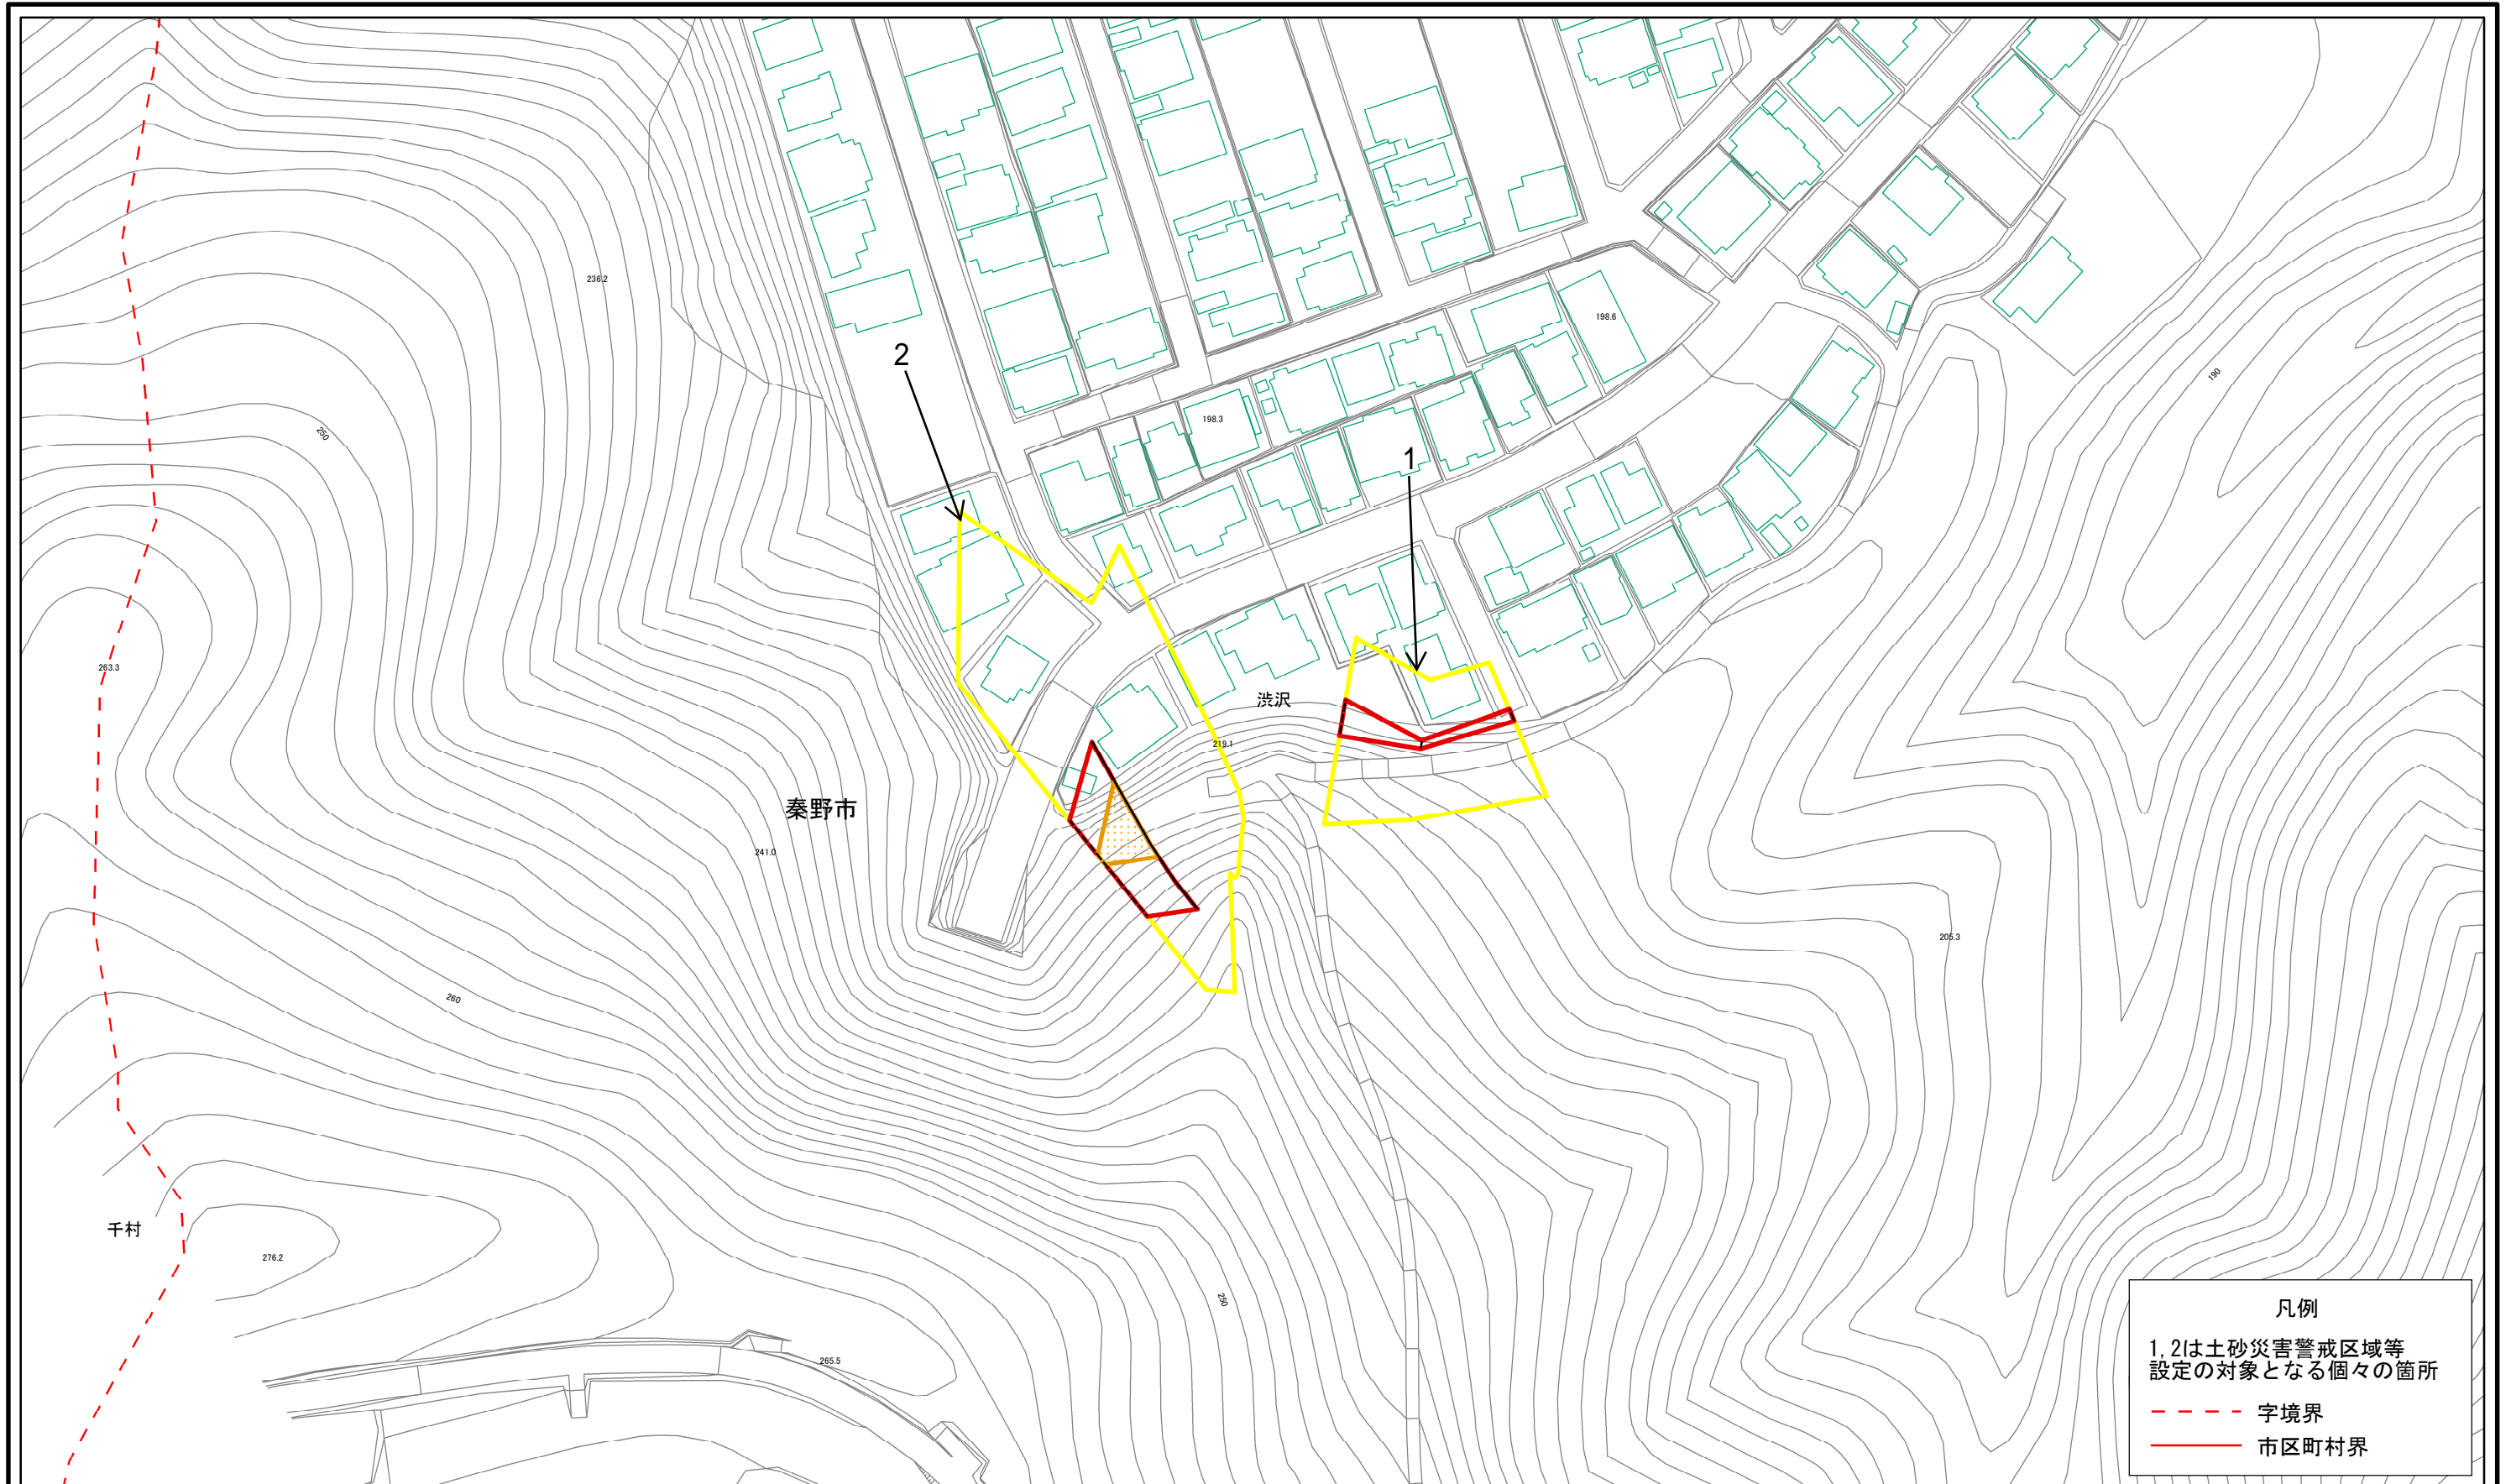 236.2
198.6
2
190
198.3
250
1
263.3
渋沢
219.1
秦野市
241.0
205.3
260
千村
276.2
250
265.5
凡例
1,2は土砂災害警戒区域等
設定の対象となる個々の箇所
字境界
市区町村界